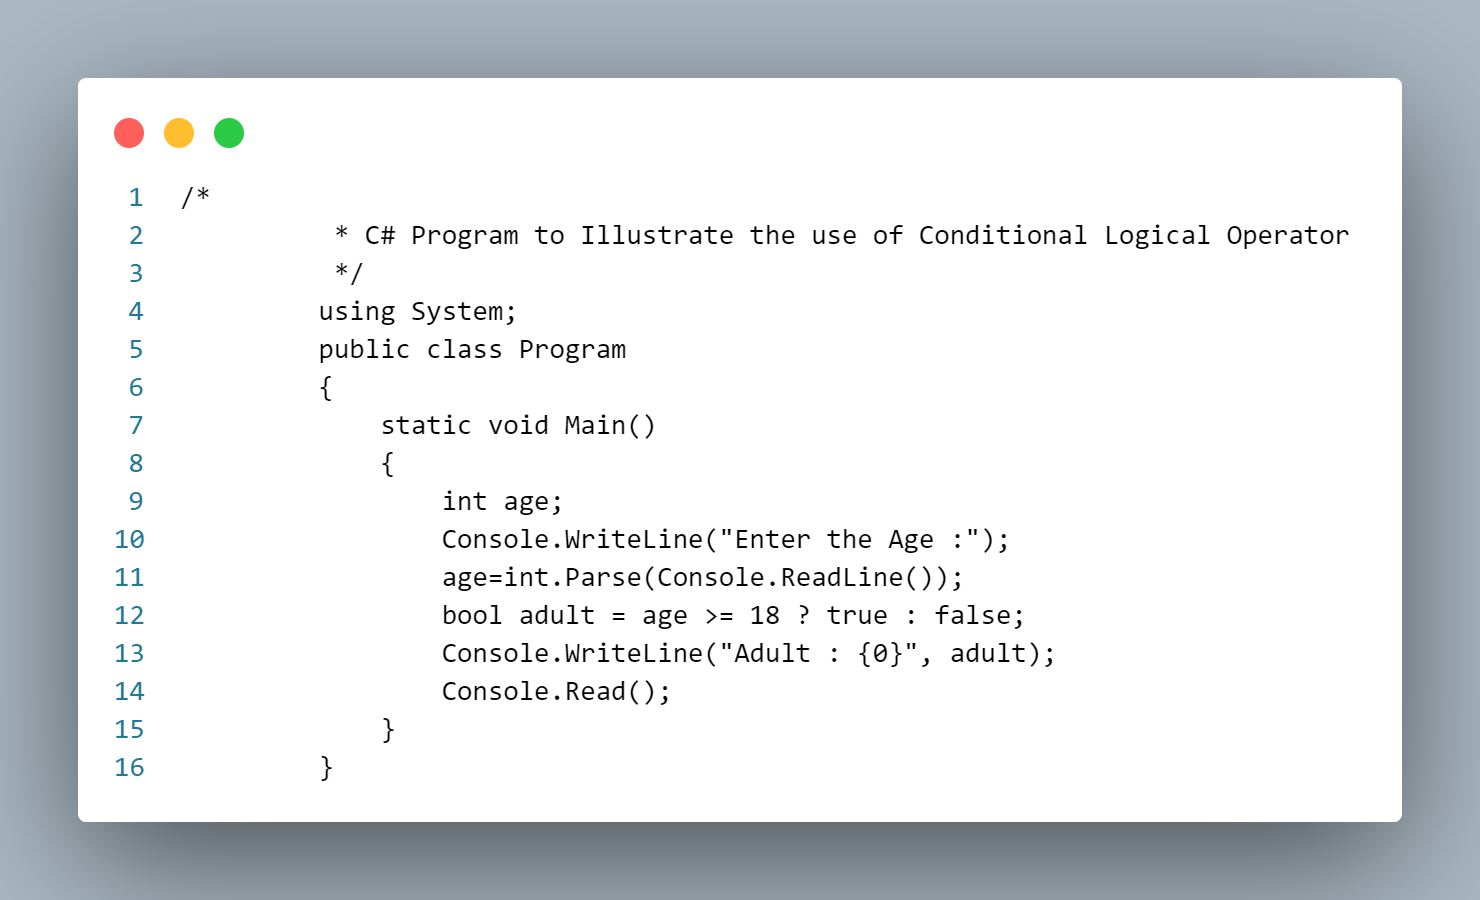 1 /*
2 * C# Program to Illustrate the use of Conditional Logical Operator
3 */
4 using System;
5 public class Program
6 {
7 static void Main()
8 {
9 int age;
10 Console.WriteLine("Enter the Age :");
11 age=int.Parse(Console.ReadLine());
12 bool adult = age >= 18 ? true : false;
13 Console.WriteLine("Adult : {0}", adult);
14 Console.Read();
15 }
16 }